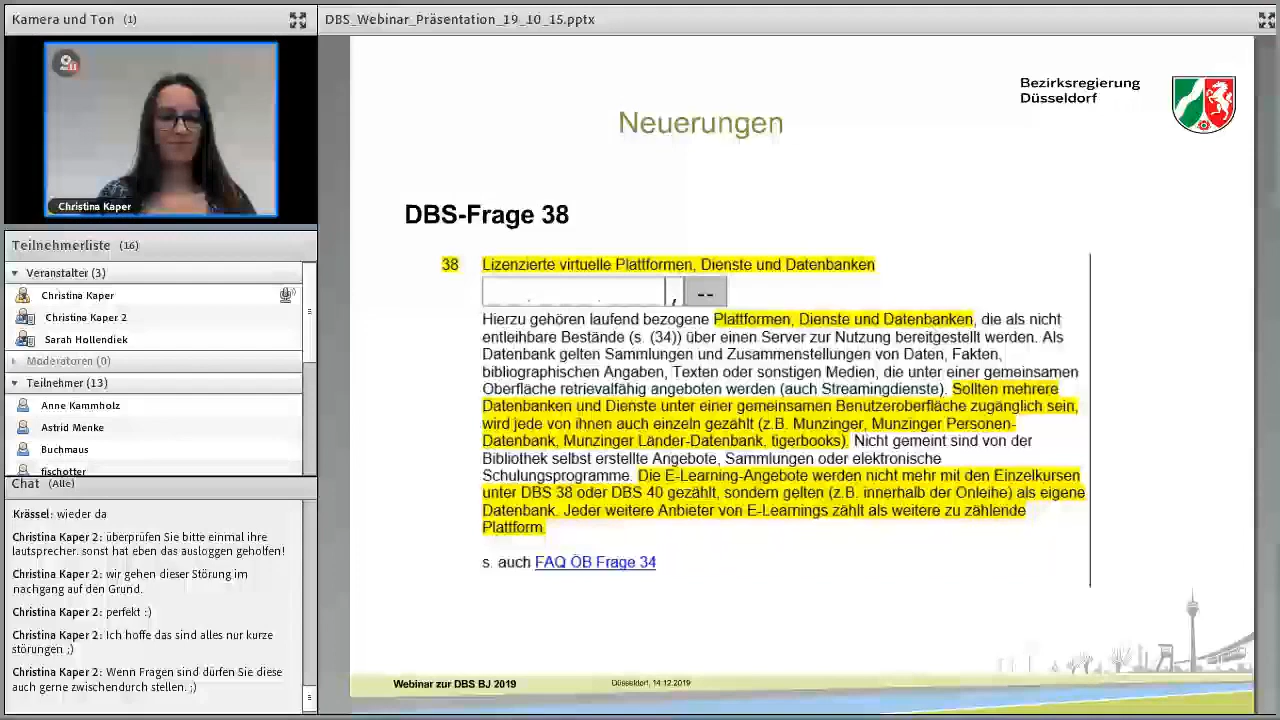 Kamera und Ton (1)
DBS_Webinar_Präsentation_19_10_15.pptx
Christina Kaper
Teilnehmerliste (16)
Veranstalter (3)
Christina Kaper
Christina Kaper 2
Sarah Hollendiek
Moderatoren (0)
Teilnehmer (13)
Anne Kammholz
Astrid Menke
Buchmaus
fischotter
Chat (Alle)
Krässel: wieder da
Christina Kaper 2: überprüfen Sie bitte einmal ihre
lautsprecher. sonst hat eben das ausloggen geholfen!
Christina Kaper 2: wir gehen dieser Störung im
nachgang auf den Grund.
Christina Kaper 2: perfekt :)
Christina Kaper 2: Ich hoffe das sind alles nur kurze
störungen ;)
Christina Kaper 2: Wenn Fragen sind dürfen Sie diese
auch gerne zwischendurch stellen. ;)
Bezirksregierung
Düsseldorf
Neuerungen
DBS-Frage 38
38 Lizenzierte virtuelle Plattformen, Dienste und Datenbanken
, --
Hierzu gehören laufend bezogene Plattformen, Dienste und Datenbanken, die als nicht
entleihbare Bestände (s. (34)) über einen Server zur Nutzung bereitgestellt werden. Als
Datenbank gelten Sammlungen und Zusammenstellungen von Daten, Fakten,
bibliographischen Angaben, Texten oder sonstigen Medien, die unter einer gemeinsamen
Oberfläche retrievalfähig angeboten werden (auch Streamingdienste). Sollten mehrere
Datenbanken und Dienste unter einer gemeinsamen Benutzeroberfläche zugänglich sein,
wird jede von ihnen auch einzeln gezählt (z.B. Munzinger, Munzinger Personen-
Datenbank, Munzinger Länder-Datenbank, tigerbooks). Nicht gemeint sind von der
Bibliothek selbst erstellte Angebote, Sammlungen oder elektronische
Schulungsprogramme. Die E-Learning-Angebote werden nicht mehr mit den Einzelkursen
unter DBS 38 oder DBS 40 gezählt, sondern gelten (z.B. innerhalb der Onleihe) als eigene
Datenbank. Jeder weitere Anbieter von E-Learnings zählt als weitere zu zählende
Plattform.
s. auch FAQ ÖB Frage 34
Webinar zur DBS BJ 2019
Düsseldorf, 14.12.2019